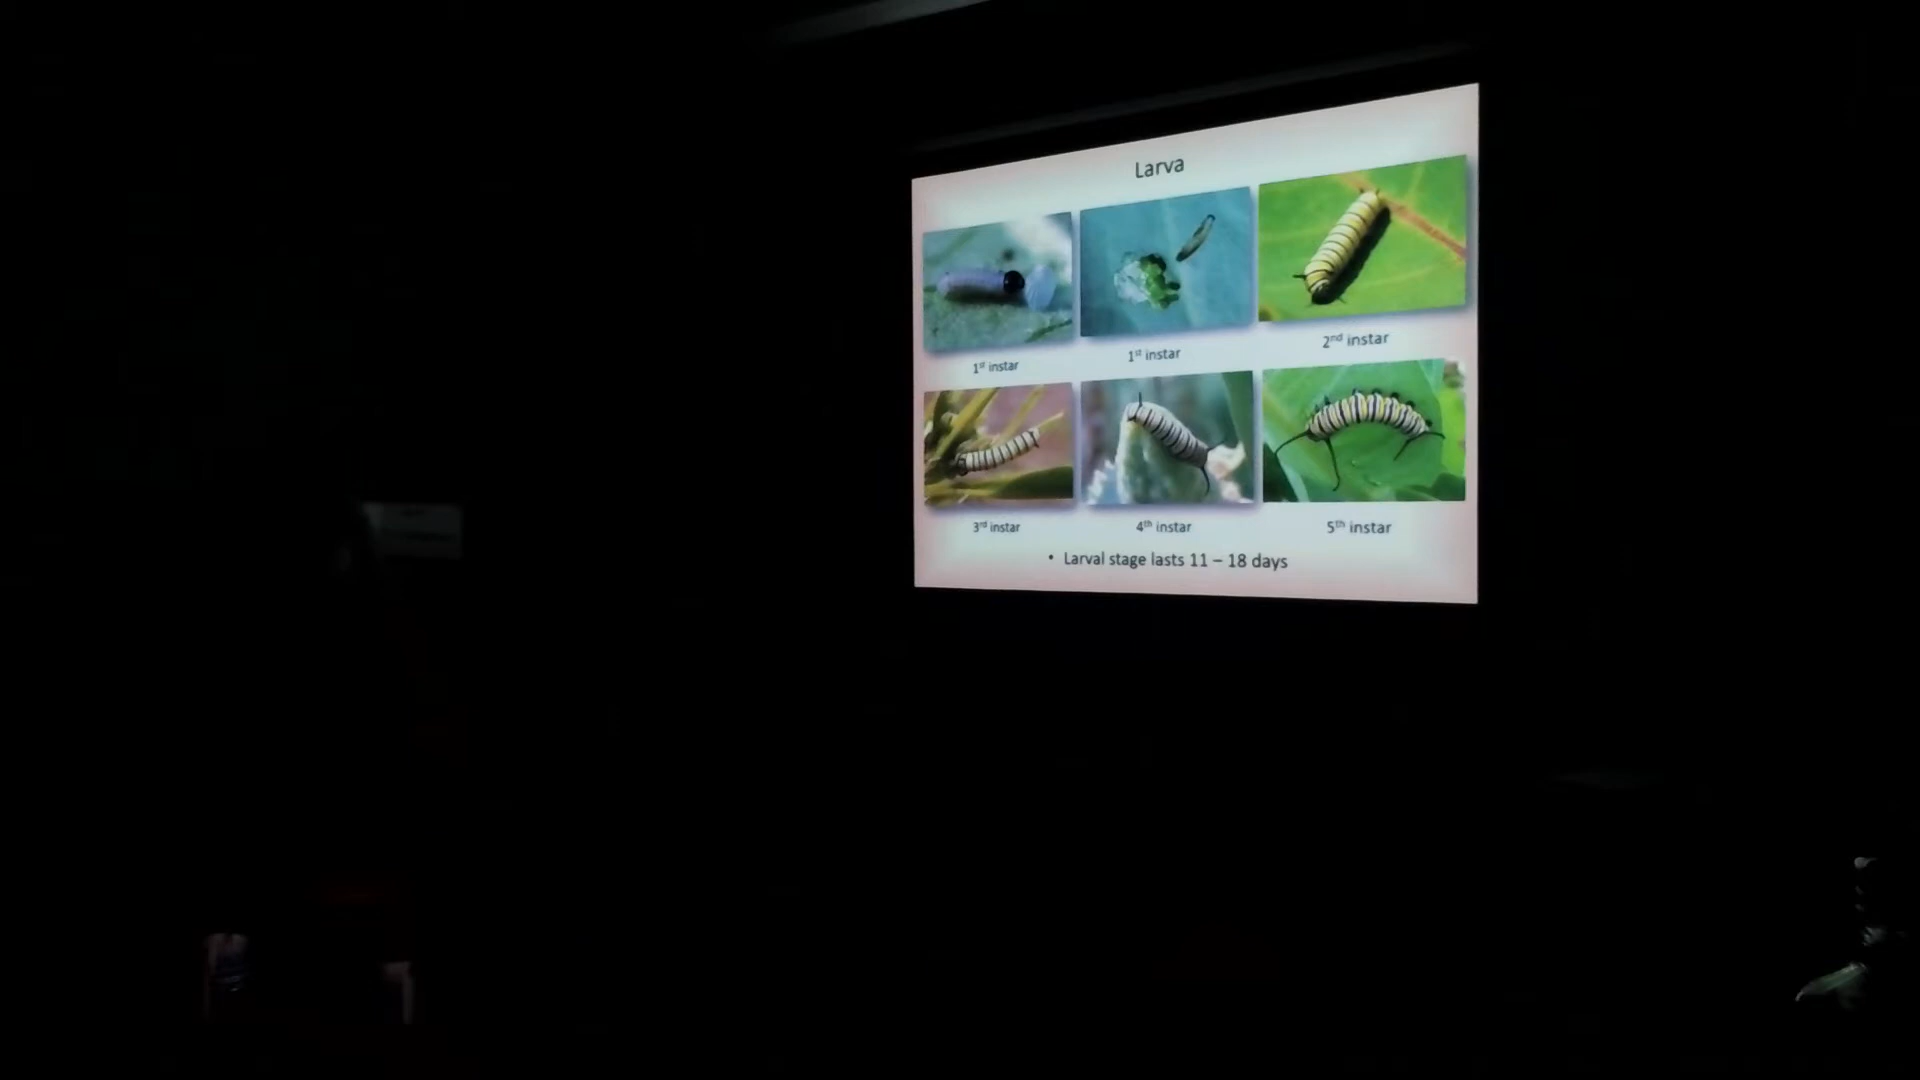 Larva
1st instar
1st instar
2nd instar
3rd instar
4th instar
5th instar
• Larval stage lasts 11 – 18 days